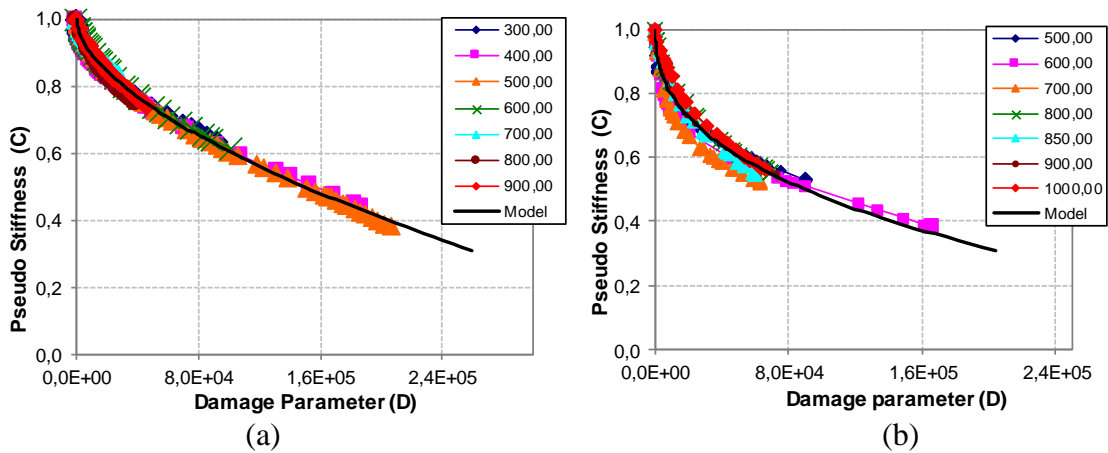 1,0
0,8
0,6
0,4
0,2
0,0
Pseudo Stiffness (C)
0,0E+00 8,0E+04 1,6E+05 2,4E+05
Damage Parameter (D)
300,00
400,00
500,00
600,00
700,00
800,00
900,00
Model
(a)
1,0
0,8
0,6
0,4
0,2
0,0
Pseudo Stiffness (C)
0,0E+00 8,0E+04 1,6E+05 2,4E+05
Damage parameter (D)
500,00
600,00
700,00
800,00
850,00
900,00
1000,00
Model
(b)